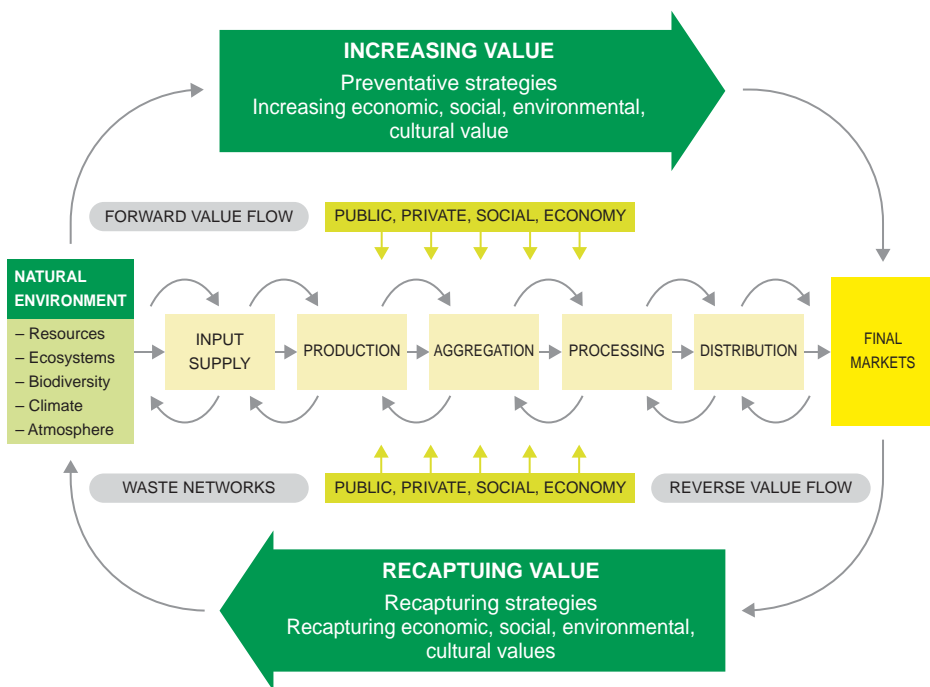 INCREASING VALUE
Preventative strategies
Increasing economic, social, environmental,
cultural value
FORWARD VALUE FLOW
PUBLIC, PRIVATE, SOCIAL, ECONOMY
NATURAL
ENVIRONMENT
– Resources
– Ecosystems
– Biodiversity
– Climate
– Atmosphere
INPUT
SUPPLY
PRODUCTION
AGGREGATION
PROCESSING
DISTRIBUTION
FINAL
MARKETS
WASTE NETWORKS
PUBLIC, PRIVATE, SOCIAL, ECONOMY
REVERSE VALUE FLOW
RECAPTUING VALUE
Recapturing strategies
Recapturing economic, social, environmental,
cultural values